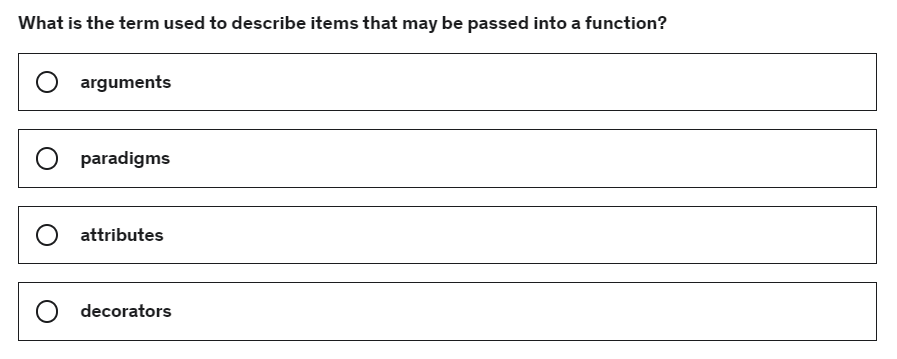 What is the term used to describe items that may be passed into a function?
arguments
paradigms
attributes
decorators